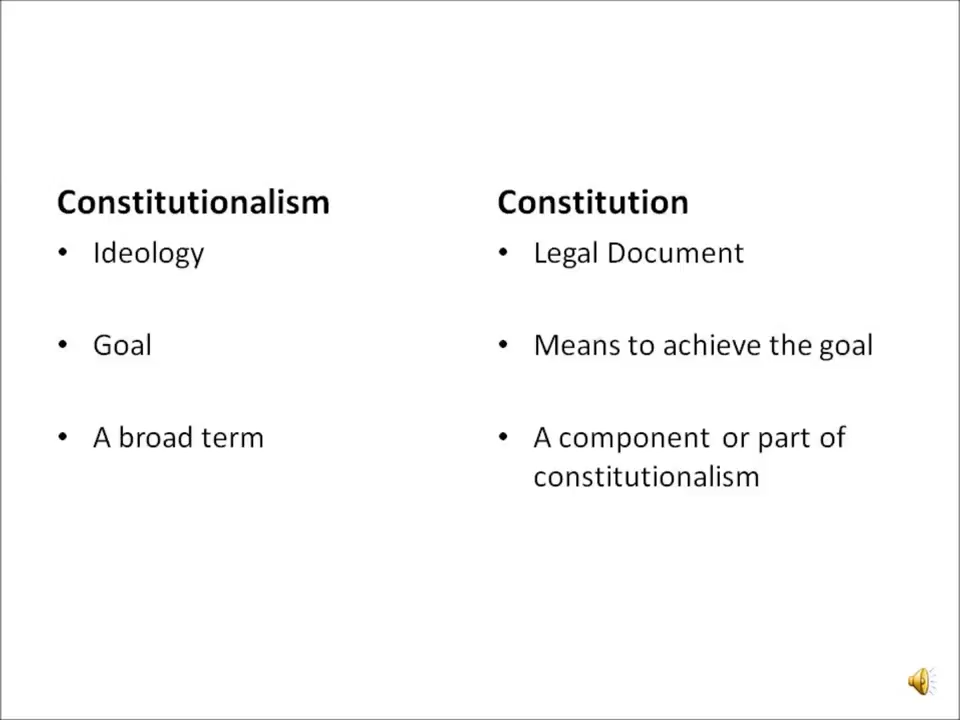 Constitutionalism
• Ideology
• Goal
• A broad term
Constitution
• Legal Document
• Means to achieve the goal
• A component or part of
constitutionalism